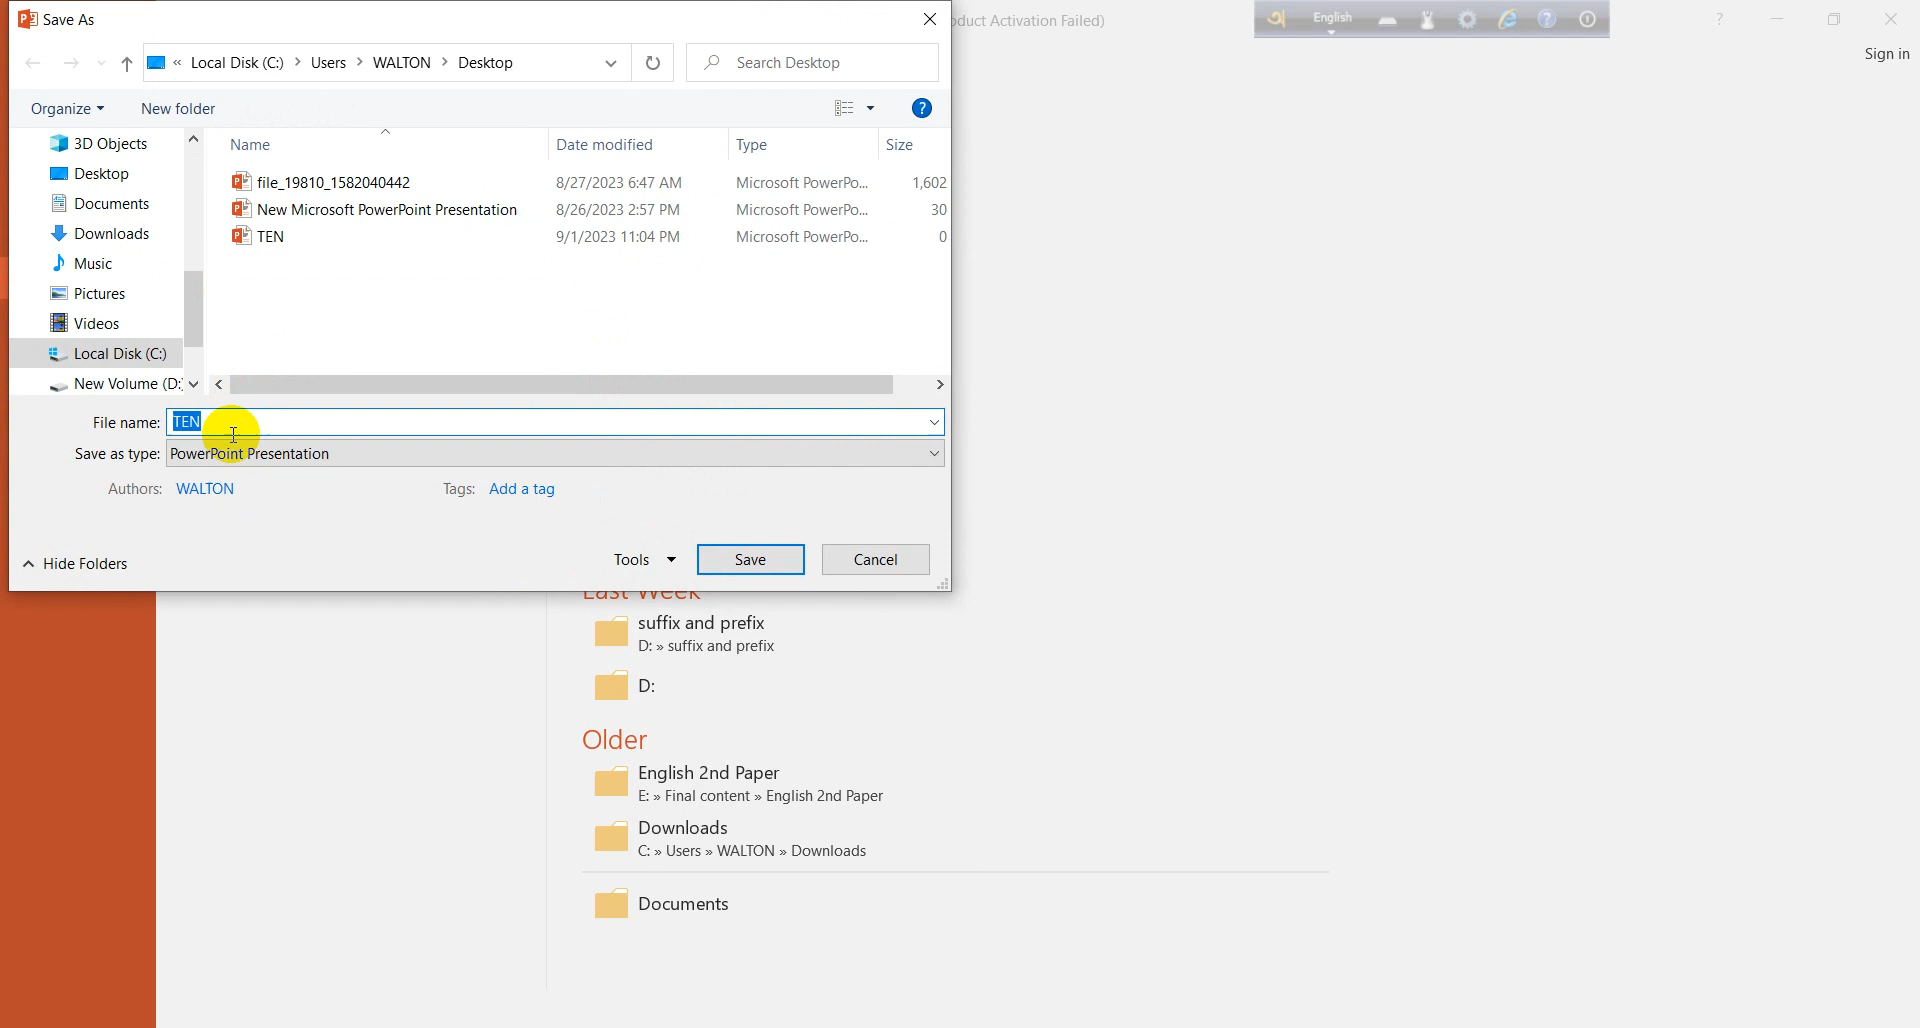 Save As
duct Activation Failed)
English
Sign in
« Local Disk (C:) > Users > WALTON > Desktop
Search Desktop
Organize
New folder
3D Objects
Desktop
Documents
Downloads
Music
Pictures
Videos
Local Disk (C:)
New Volume (D:)
Name Date modified Type Size
file_19810_1582040442 8/27/2023 6:47 AM Microsoft PowerPo... 1,602
New Microsoft PowerPoint Presentation 8/26/2023 2:57 PM Microsoft PowerPo... 30
TEN 9/1/2023 11:04 PM Microsoft PowerPo... 0
File name: TEN
Save as type: PowerPoint Presentation
Authors: WALTON Tags: Add a tag
Hide Folders
Tools Save Cancel
Last Week
suffix and prefix
D: » suffix and prefix
D:
Older
English 2nd Paper
E: » Final content » English 2nd Paper
Downloads
C: » Users » WALTON » Downloads
Documents